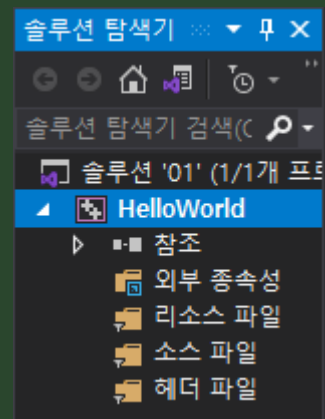 솔루션 탐색기
솔루션 탐색기 검색(C
솔루션 '01' (1/1개 프
HelloWorld
참조
외부 종속성
리소스 파일
소스 파일
헤더 파일